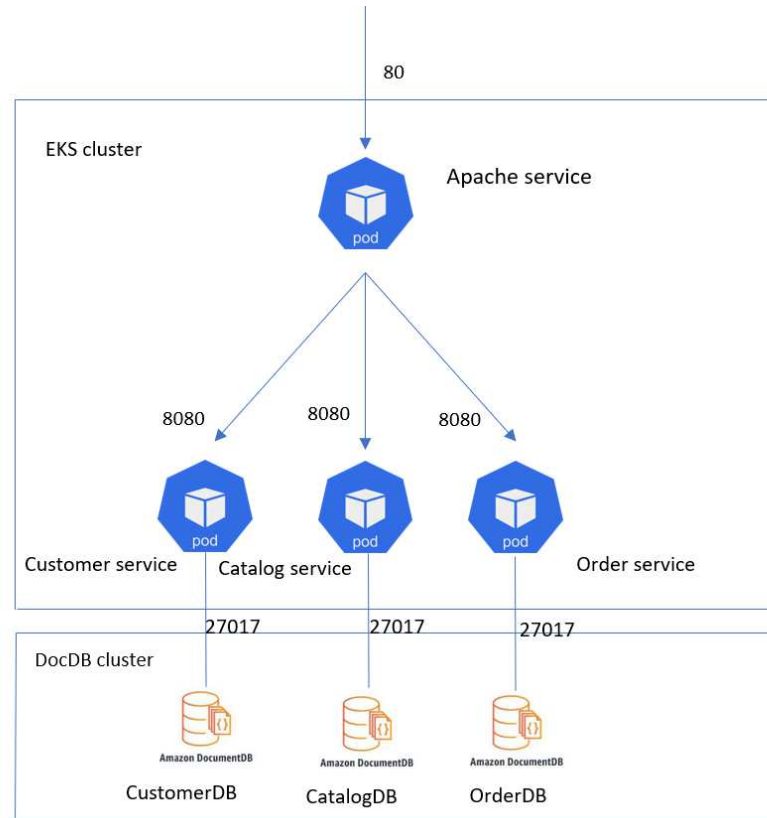 80
EKS cluster
Apache service
pod
8080
8080
8080
pod
pod
pod
Customer service
Catalog service
Order service
27017
27017
27017
DocDB cluster
{}
{}
{}
Amazon DocumentDB
Amazon DocumentDB
Amazon DocumentDB
CustomerDB
CatalogDB
OrderDB